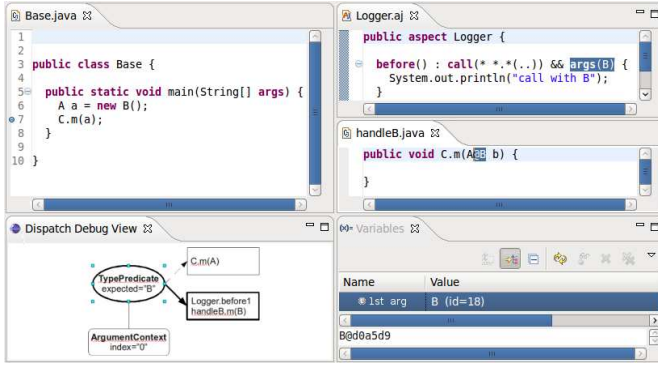 Base.java
1
2
3 public class Base {
4
5 public static void main(String[] args) {
6 A a = new B();
7 C.m(a);
8 }
9
10 }
Logger.aj
public aspect Logger {
before() : call(* *.*(..)) && args(B) {
System.out.println("call with B");
}
handleB.java
public void C.m(A@B b) {
}
Dispatch Debug View
C.m(A)
TypePredicate
expected="B"
Logger.before1
handleB.m(B)
ArgumentContext
index="0"
(x)= Variables
Name Value
1st arg B (id=18)
B@d0a5d9